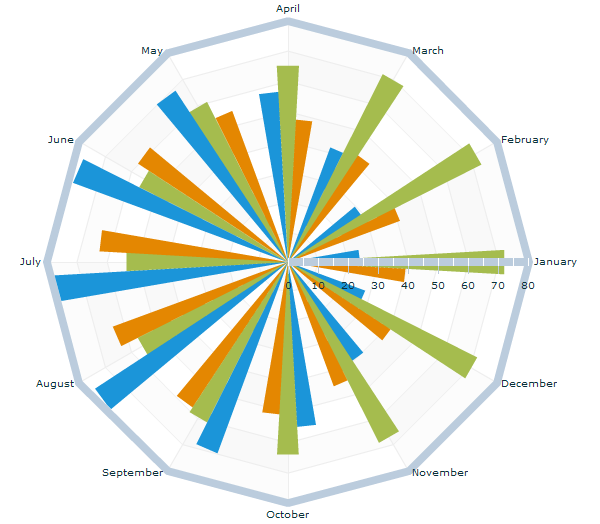 April
May
March
June
February
July
January
0 10 20 30 40 50 60 70 80
August
December
September
November
October